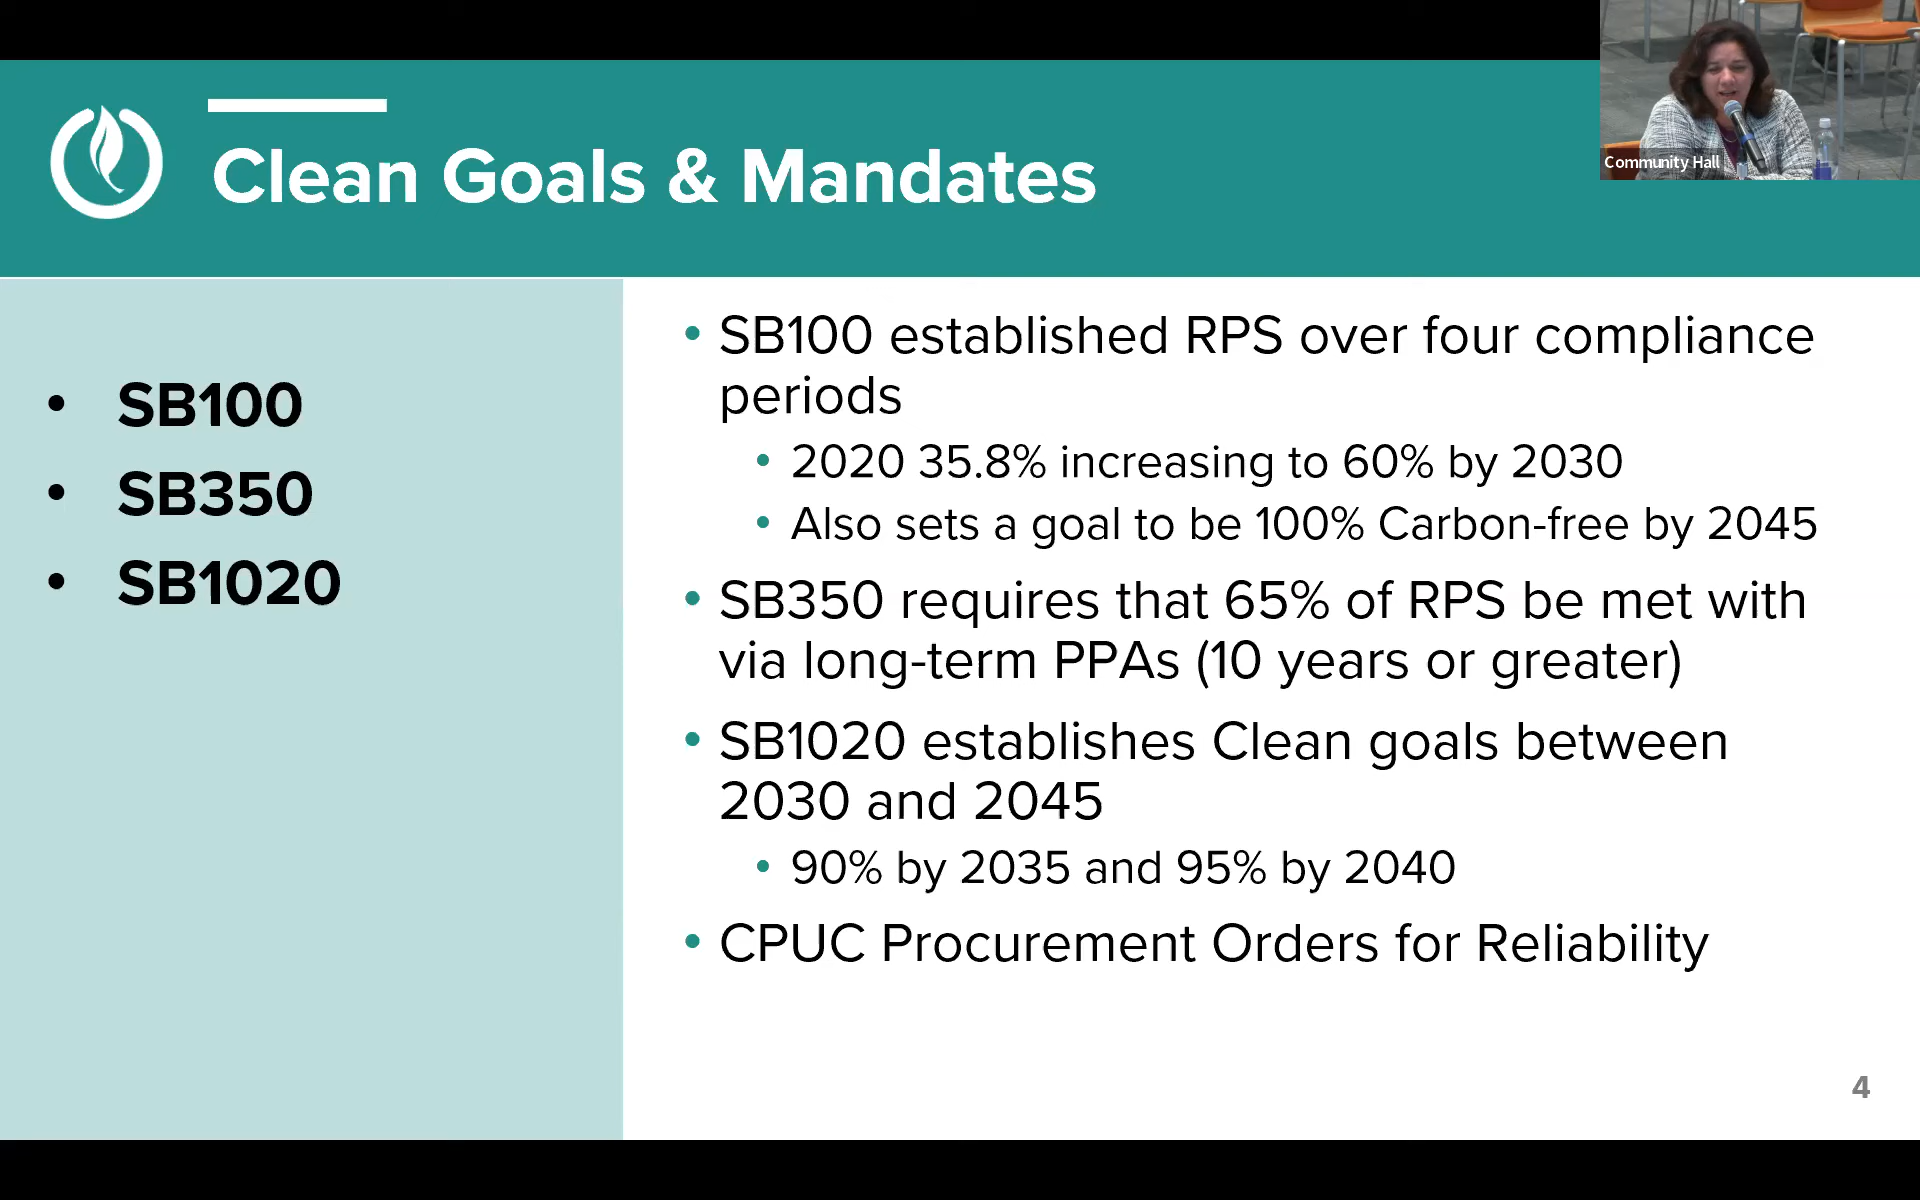 Clean Goals & Mandates
Community Hall
• SB100
• SB350
• SB1020
• SB100 established RPS over four compliance
periods
• 2020 35.8% increasing to 60% by 2030
• Also sets a goal to be 100% Carbon-free by 2045
• SB350 requires that 65% of RPS be met with
via long-term PPAs (10 years or greater)
• SB1020 establishes Clean goals between
2030 and 2045
• 90% by 2035 and 95% by 2040
• CPUC Procurement Orders for Reliability
4